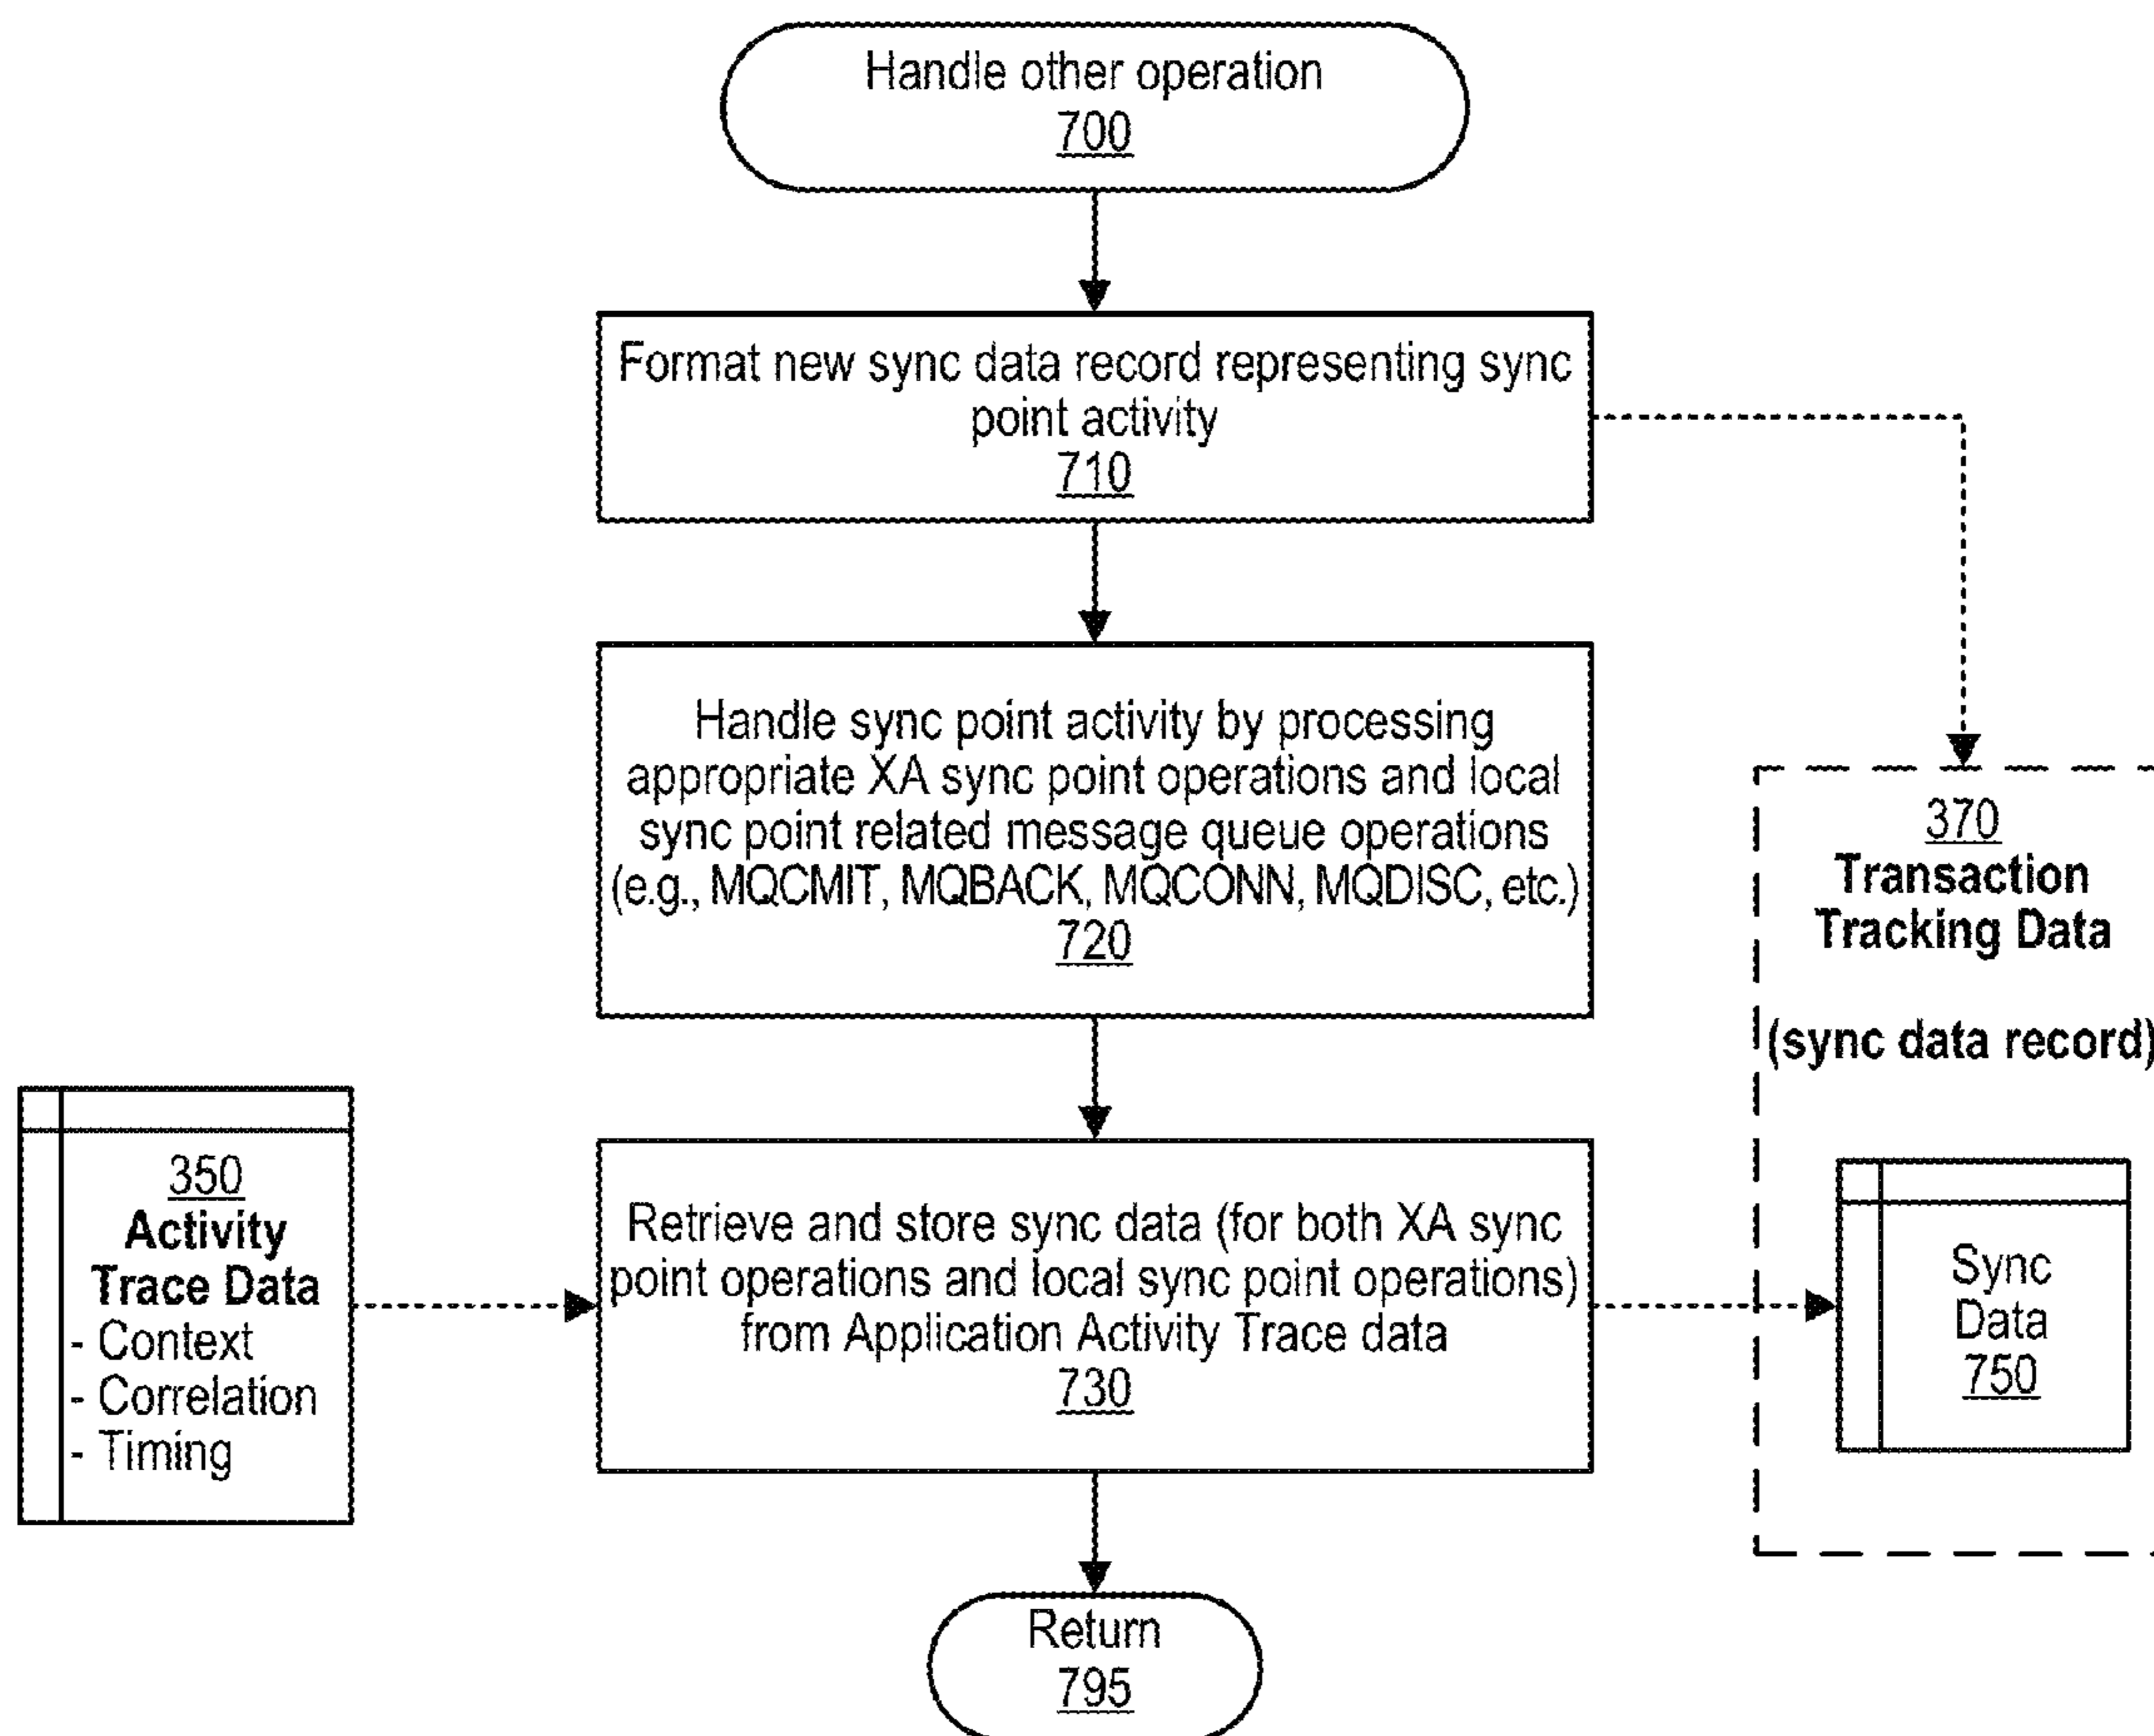 Handle other operation
700
Format new sync data record representing sync
point activity
710
Handle sync point activity by processing
appropriate XA sync point operations and local
sync point related message queue operations
(e.g., MQCMIT, MQBACK, MQCONN, MQDISC, etc.)
720
370
Transaction
Tracking Data
(sync data record)
350
Activity
Trace Data
- Context
- Correlation
- Timing
Retrieve and store sync data (for both XA sync
point operations and local sync point operations)
from Application Activity Trace data
730
Sync
Data
750
Return
795